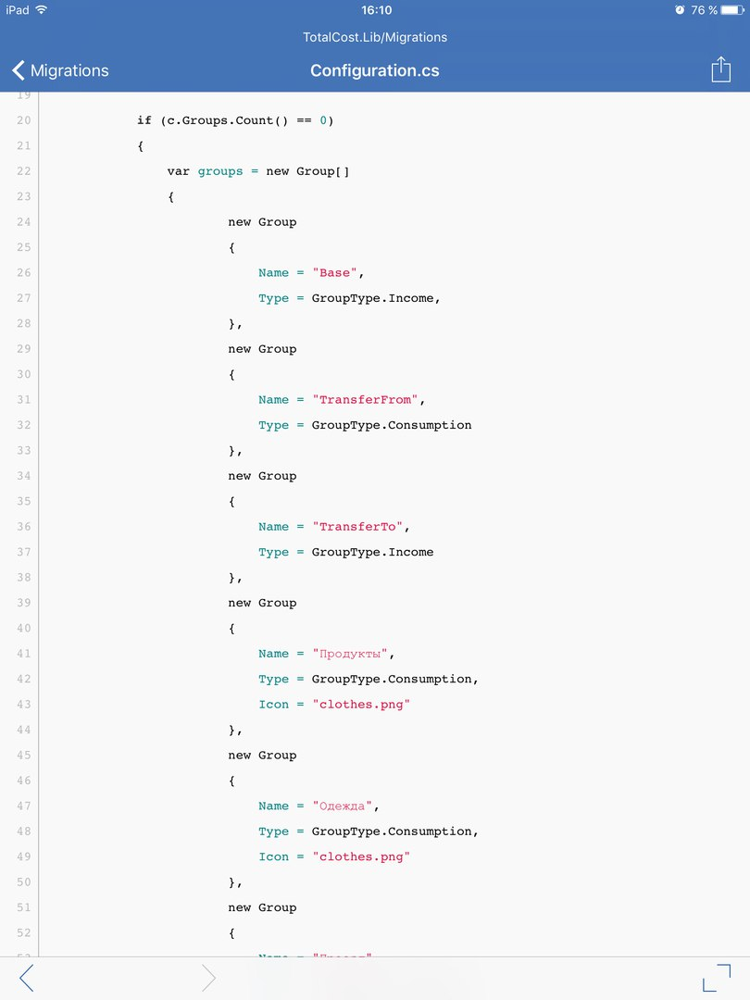 iPad 16:10 76 %
TotalCost.Lib/Migrations
Migrations Configuration.cs
19
20 if (c.Groups.Count() == 0)
21 {
22 var groups = new Group[]
23 {
24 new Group
25 {
26 Name = "Base",
27 Type = GroupType.Income,
28 },
29 new Group
30 {
31 Name = "TransferFrom",
32 Type = GroupType.Consumption
33 },
34 new Group
35 {
36 Name = "TransferTo",
37 Type = GroupType.Income
38 },
39 new Group
40 {
41 Name = "Продукты",
42 Type = GroupType.Consumption,
43 Icon = "clothes.png"
44 },
45 new Group
46 {
47 Name = "Одежда",
48 Type = GroupType.Consumption,
49 Icon = "clothes.png"
50 },
51 new Group
52 {
53 Name =